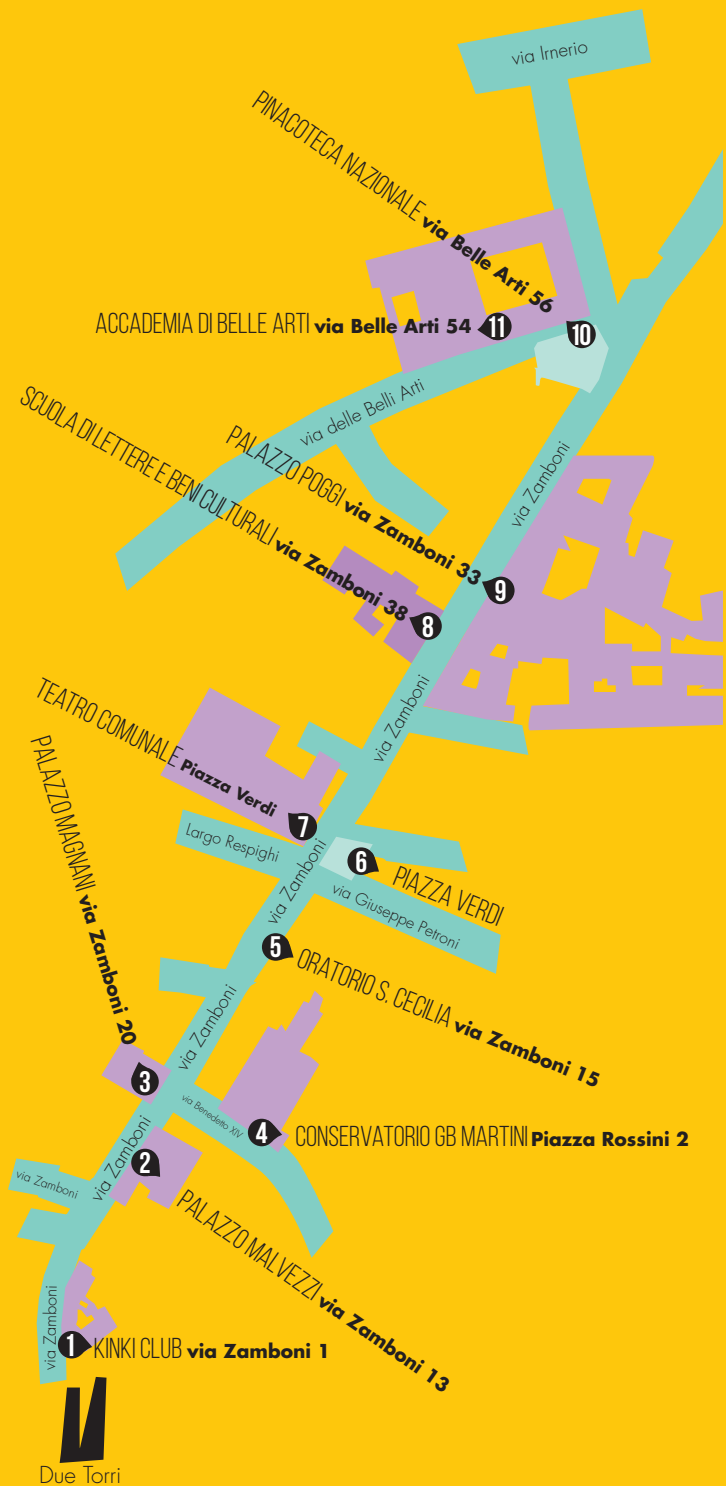 via Irnerio
PINACOTECA NAZIONALE via Belle Arti 56
10
ACCADEMIA DI BELLE ARTI via Belle Arti 54
11
via delle Belli Arti
SCUOLA DI LETTERE E BENI CULTURALI via Zamboni 38
8
PALAZZO POGGI via Zamboni 33
9
via Zamboni
via Zamboni
TEATRO COMUNALE Piazza Verdi
7
Largo Respighi
6
PIAZZA VERDI
via Giuseppe Petroni
via Zamboni
5
ORATORIO S. CECILIA via Zamboni 15
PALAZZO MAGNANI via Zamboni 20
3
via Zamboni
via Benedetto XIV
4
CONSERVATORIO GB MARTINI Piazza Rossini 2
via Zamboni
2
PALAZZO MALVEZZI via Zamboni 13
via Zamboni
via Zamboni
1
KINKI CLUB via Zamboni 1
Due Torri